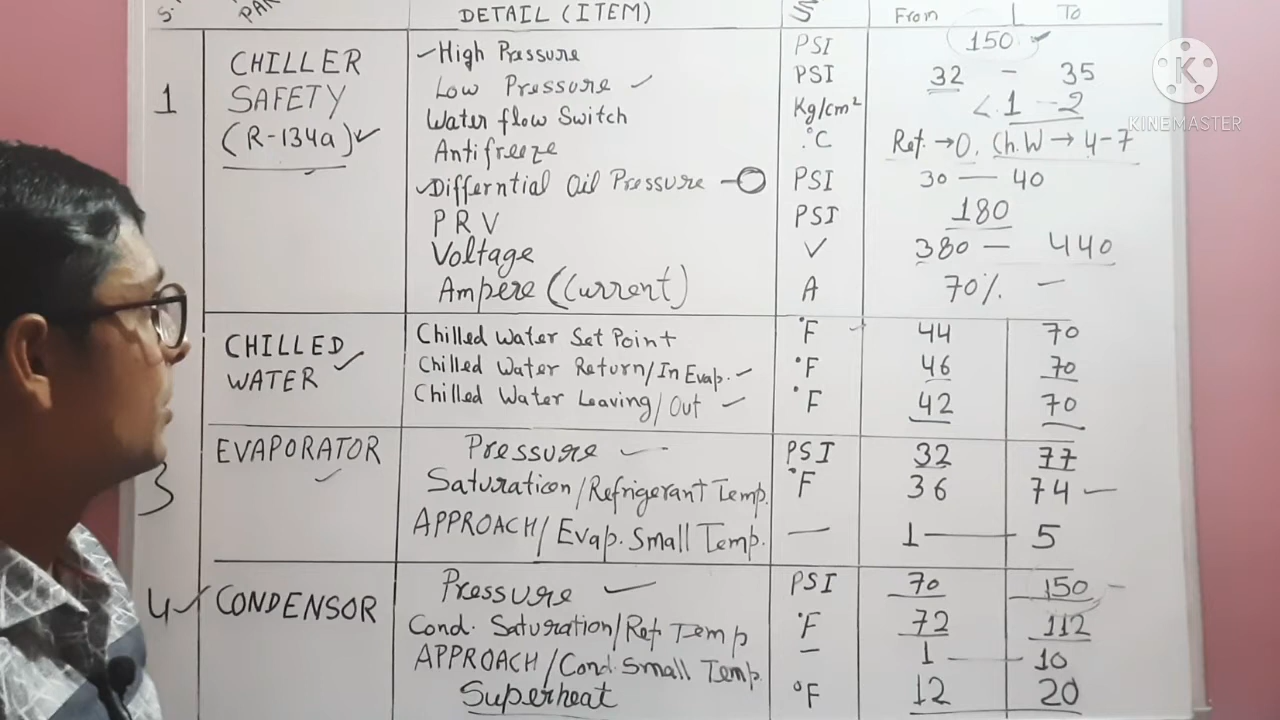 S. PAR DETAIL (ITEM) From To
1 CHILLER SAFETY (R-134a)
High Pressure PSI 150
Low Pressure PSI 32 - 35
Water flow Switch Kg/cm² <.1 - 2
Antifreeze °C Ref. → 0, Ch.W → 4-7
Differntial Oil Pressure PSI 30 — 40
P R V PSI 180
Voltage V 380 — 440
Ampere (Current) A 70% —
CHILLED WATER
Chilled Water Set Point °F 44 70
Chilled Water Return/In Evap. °F 46 70
Chilled Water Leaving/Out °F 42 70
3 EVAPORATOR
Pressure PSI 32 77
Saturation/Refrigerant Temp. °F 36 74
APPROACH/Evap. Small Temp. — 1 — 5
4 CONDENSOR
Pressure PSI 70 150
Cond. Saturation/Ref Temp °F 72 112
APPROACH/Cond. Small Temp. — 1 — 10
Superheat °F 12 20
K
KINEMASTER